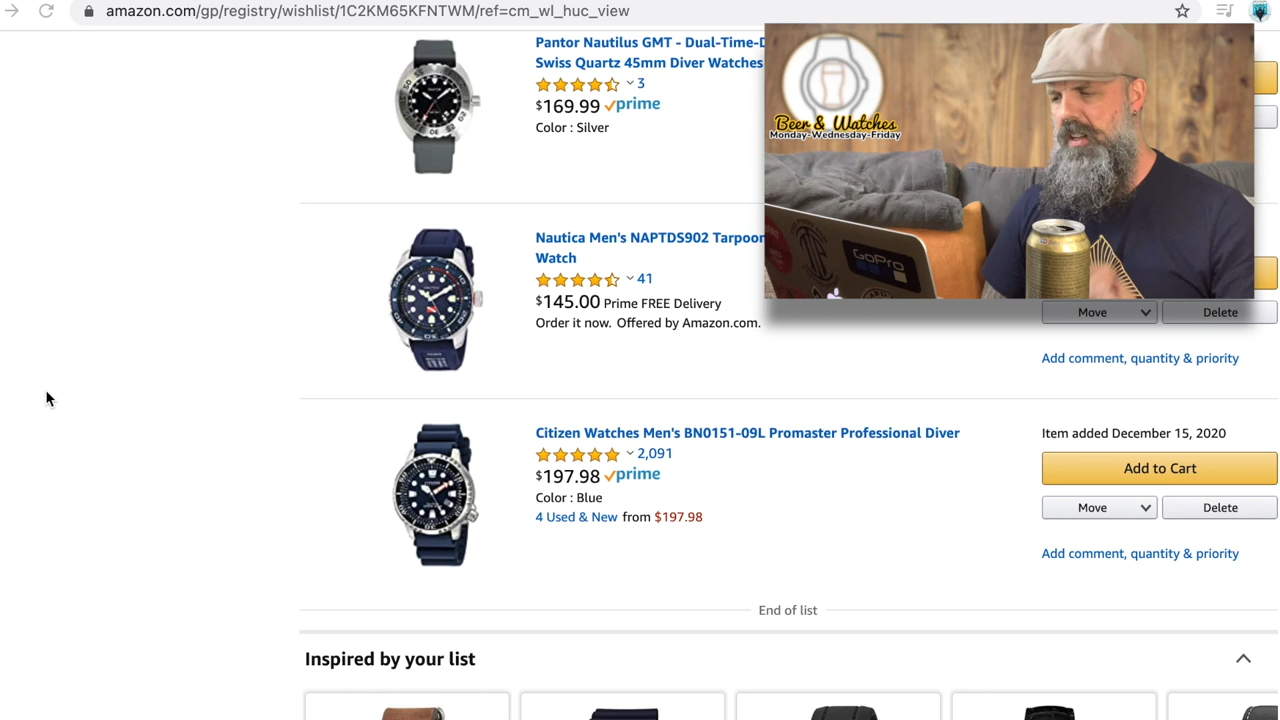 amazon.com/gp/registry/wishlist/1C2KM65KFNTWM/ref=cm_wl_huc_view
Pantor Nautilus GMT - Dual-Time-D
Swiss Quartz 45mm Diver Watches
3
$169.99 prime
Color : Silver
Beer & Watches
Monday-Wednesday-Friday
GoPro
Nautica Men's NAPTDS902 Tarpoon
Watch
41
$145.00 Prime FREE Delivery
Order it now. Offered by Amazon.com.
Move
Delete
Add comment, quantity & priority
Citizen Watches Men's BN0151-09L Promaster Professional Diver
2,091
$197.98 prime
Color : Blue
4 Used & New from $197.98
Item added December 15, 2020
Add to Cart
Move
Delete
Add comment, quantity & priority
End of list
Inspired by your list